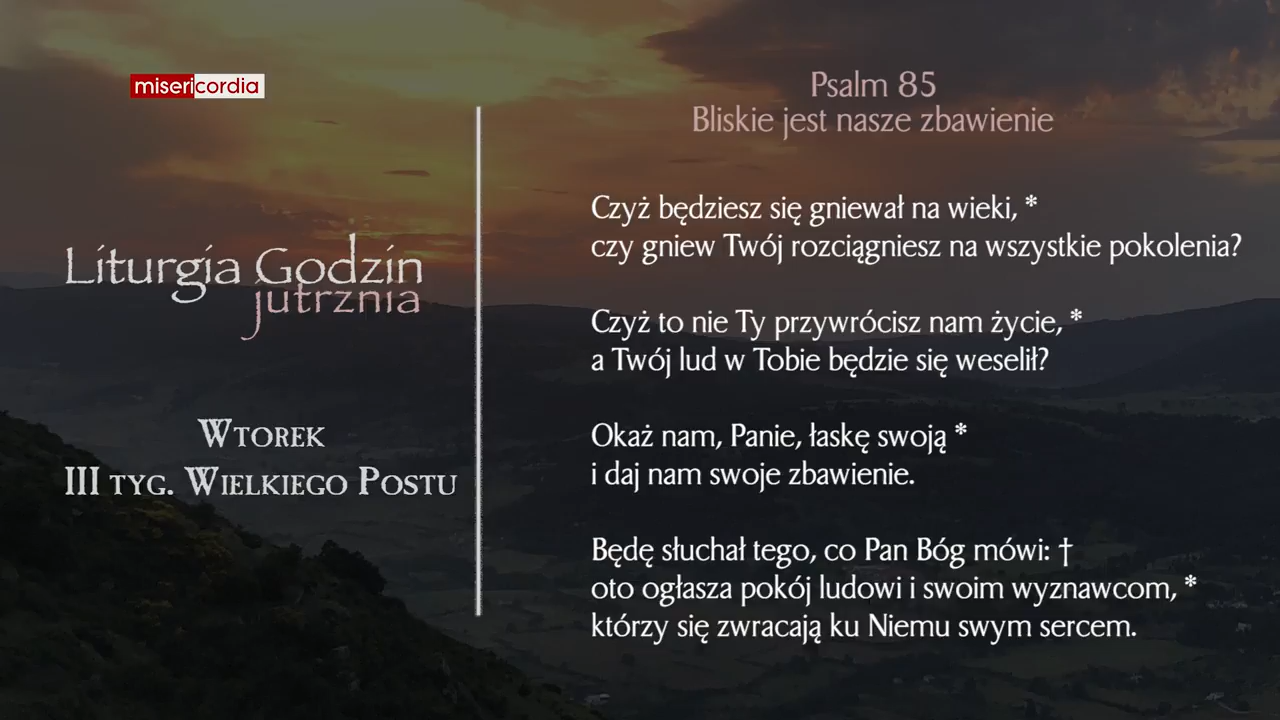 misericordia
Liturgia Godzin
jutrznia
Wtorek
III tyg. Wielkiego Postu
Psalm 85
Bliskie jest nasze zbawienie
Czyż będziesz się gniewał na wieki, *
czy gniew Twój rozciągniesz na wszystkie pokolenia?
Czyż to nie Ty przywrócisz nam życie, *
a Twój lud w Tobie będzie się weselił?
Okaż nam, Panie, łaskę swoją *
i daj nam swoje zbawienie.
Będę słuchał tego, co Pan Bóg mówi: †
oto ogłasza pokój ludowi i swoim wyznawcom, *
którzy się zwracają ku Niemu swym sercem.